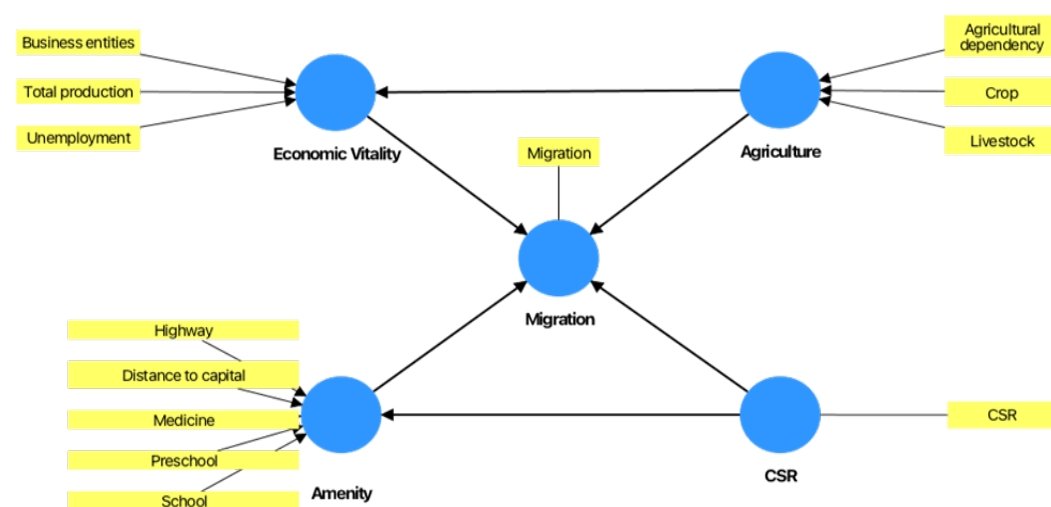 Business entities
Total production
Unemployment
Economic Vitality
Migration
Agricultural
dependency
Crop
Livestock
Agriculture
Migration
Highway
Distance to capital
Medicine
Preschool
School
Amenity
CSR
CSR